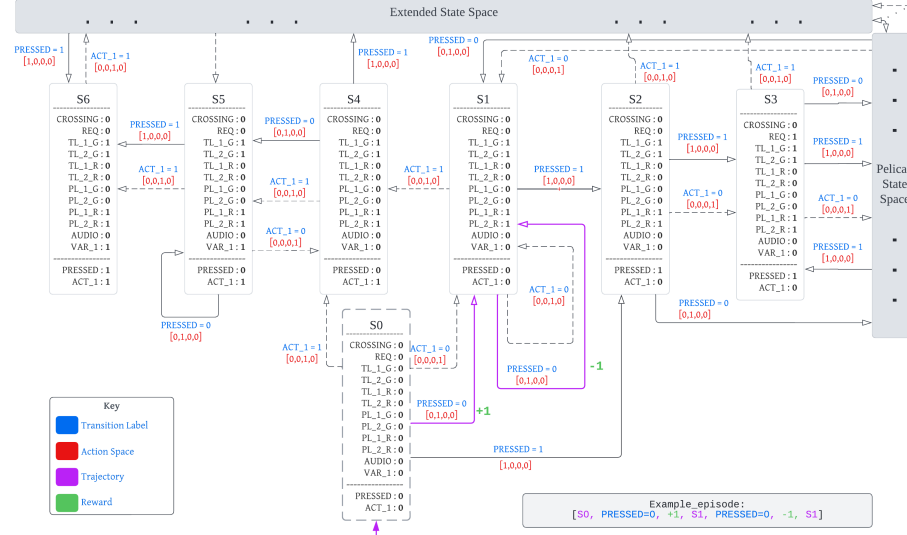 Extended State Space
PRESSED = 1
[1,0,0,0]
ACT_1 = 1
[0,0,1,0]
PRESSED = 1
[1,0,0,0]
PRESSED = 0
[0,1,0,0]
ACT_1 = 0
[0,0,0,1]
ACT_1 = 1
[0,0,1,0]
ACT_1 = 1
[0,0,1,0]
S6
CROSSING : 0
REQ : 0
TL_1_G : 1
TL_2_G : 1
TL_1_R : 0
TL_2_R : 0
PL_1_G : 0
PL_2_G : 0
PL_1_R : 1
PL_2_R : 1
AUDIO : 0
VAR_1 : 1
PRESSED : 1
ACT_1 : 1
PRESSED = 1
[1,0,0,0]
ACT_1 = 1
[0,0,1,0]
S5
CROSSING : 0
REQ : 0
TL_1_G : 1
TL_2_G : 1
TL_1_R : 0
TL_2_R : 0
PL_1_G : 0
PL_2_G : 0
PL_1_R : 1
PL_2_R : 1
AUDIO : 0
VAR_1 : 1
PRESSED : 0
ACT_1 : 1
PRESSED = 0
[0,1,0,0]
PRESSED = 0
[0,1,0,0]
ACT_1 = 1
[0,0,1,0]
ACT_1 = 0
[0,0,0,1]
S4
CROSSING : 0
REQ : 0
TL_1_G : 1
TL_2_G : 1
TL_1_R : 0
TL_2_R : 0
PL_1_G : 0
PL_2_G : 0
PL_1_R : 1
PL_2_R : 1
AUDIO : 0
VAR_1 : 1
PRESSED : 0
ACT_1 : 1
ACT_1 = 1
[0,0,1,0]
S1
CROSSING : 0
REQ : 0
TL_1_G : 1
TL_2_G : 1
TL_1_R : 0
TL_2_R : 0
PL_1_G : 0
PL_2_G : 0
PL_1_R : 1
PL_2_R : 1
AUDIO : 0
VAR_1 : 0
PRESSED : 0
ACT_1 : 0
PRESSED = 1
[1,0,0,0]
ACT_1 = 0
[0,0,1,0]
PRESSED = 0
[0,1,0,0]
-1
S2
CROSSING : 0
REQ : 0
TL_1_G : 1
TL_2_G : 1
TL_1_R : 0
TL_2_R : 0
PL_1_G : 0
PL_2_G : 0
PL_1_R : 1
PL_2_R : 1
AUDIO : 0
VAR_1 : 0
PRESSED : 1
ACT_1 : 0
PRESSED = 1
[1,0,0,0]
ACT_1 = 0
[0,0,0,1]
PRESSED = 0
[0,1,0,0]
S3
CROSSING : 0
REQ : 1
TL_1_G : 1
TL_2_G : 1
TL_1_R : 0
TL_2_R : 0
PL_1_G : 0
PL_2_G : 0
PL_1_R : 1
PL_2_R : 1
AUDIO : 0
VAR_1 : 0
PRESSED : 1
ACT_1 : 0
PRESSED = 0
[0,1,0,0]
PRESSED = 1
[1,0,0,0]
ACT_1 = 0
[0,0,0,1]
PRESSED = 1
[1,0,0,0]
Pelica
State
Space
ACT_1 = 1
[0,0,1,0]
S0
CROSSING : 0
REQ : 0
TL_1_G : 0
TL_2_G : 0
TL_1_R : 0
TL_2_R : 0
PL_1_G : 0
PL_2_G : 0
PL_1_R : 0
PL_2_R : 0
AUDIO : 0
VAR_1 : 0
PRESSED : 0
ACT_1 : 0
ACT_1 = 0
[0,0,0,1]
PRESSED = 0
[0,1,0,0]
+1
PRESSED = 1
[1,0,0,0]
Key
Transition Label
Action Space
Trajectory
Reward
Example_episode:
[S0, PRESSED=0, +1, S1, PRESSED=0, -1, S1]